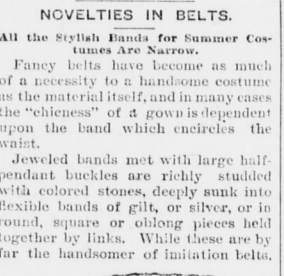 NOVELTIES IN BELTS.
All the Stylish Bands for Summer Cos-
tumes Are Narrow.
Fancy belts have become as much
of a necessity to a handsome costume
as the material itself, and in many cases
the "chicness" of a gown is dependent
upon the band which encircles the
waist.
Jeweled bands met with large half-
pendant buckles are richly studded
with colored stones, deeply sunk into
flexible bands of gilt, or silver, or in
round, square or oblong pieces held
together by links. While these are by
far the handsomer of imitation belts,